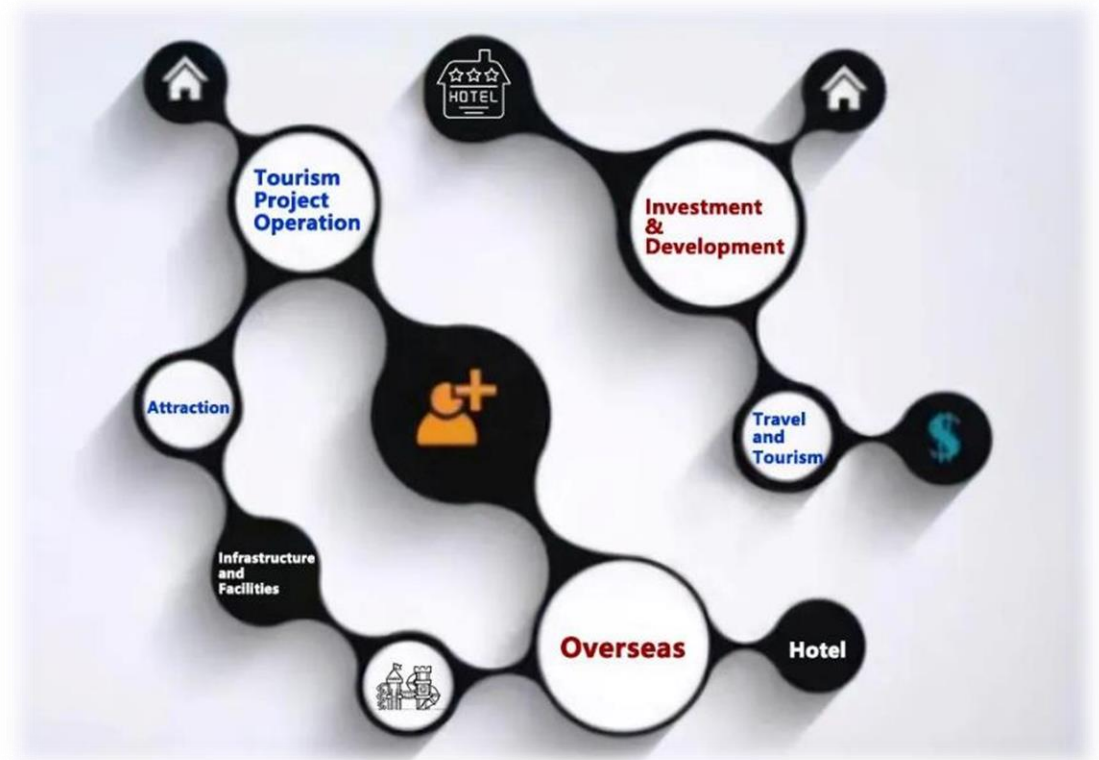 HOTEL
Tourism
Project
Operation
Investment
&
Development
Attraction
Travel
and
Tourism
$
Infrastructure
and
Facilities
Overseas
Hotel